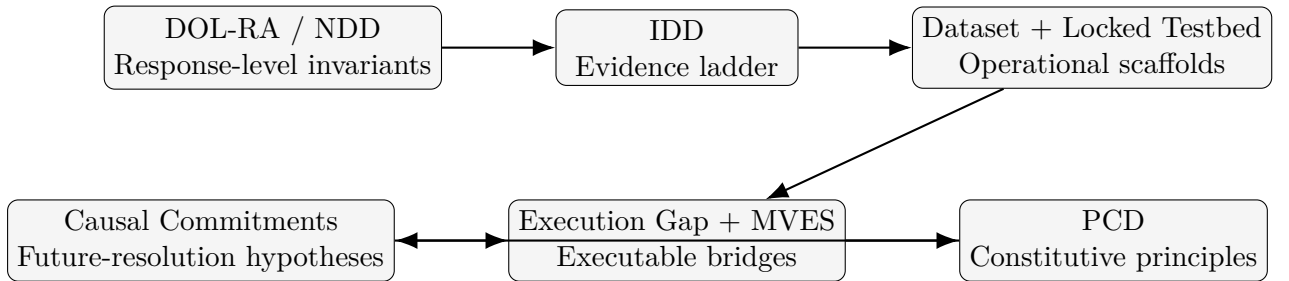 DOL-RA / NDD
Response-level invariants
IDD
Evidence ladder
Dataset + Locked Testbed
Operational scaffolds
Causal Commitments
Future-resolution hypotheses
Execution Gap + MVES
Executable bridges
PCD
Constitutive principles